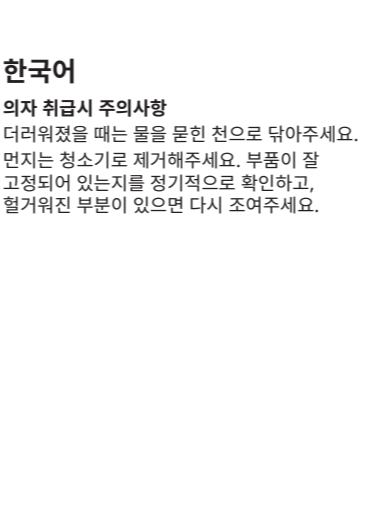 한국어
의자 취급시 주의사항
더러워졌을 때는 물을 묻힌 천으로 닦아주세요.
먼지는 청소기로 제거해주세요. 부품이 잘
고정되어 있는지를 정기적으로 확인하고,
헐거워진 부분이 있으면 다시 조여주세요.